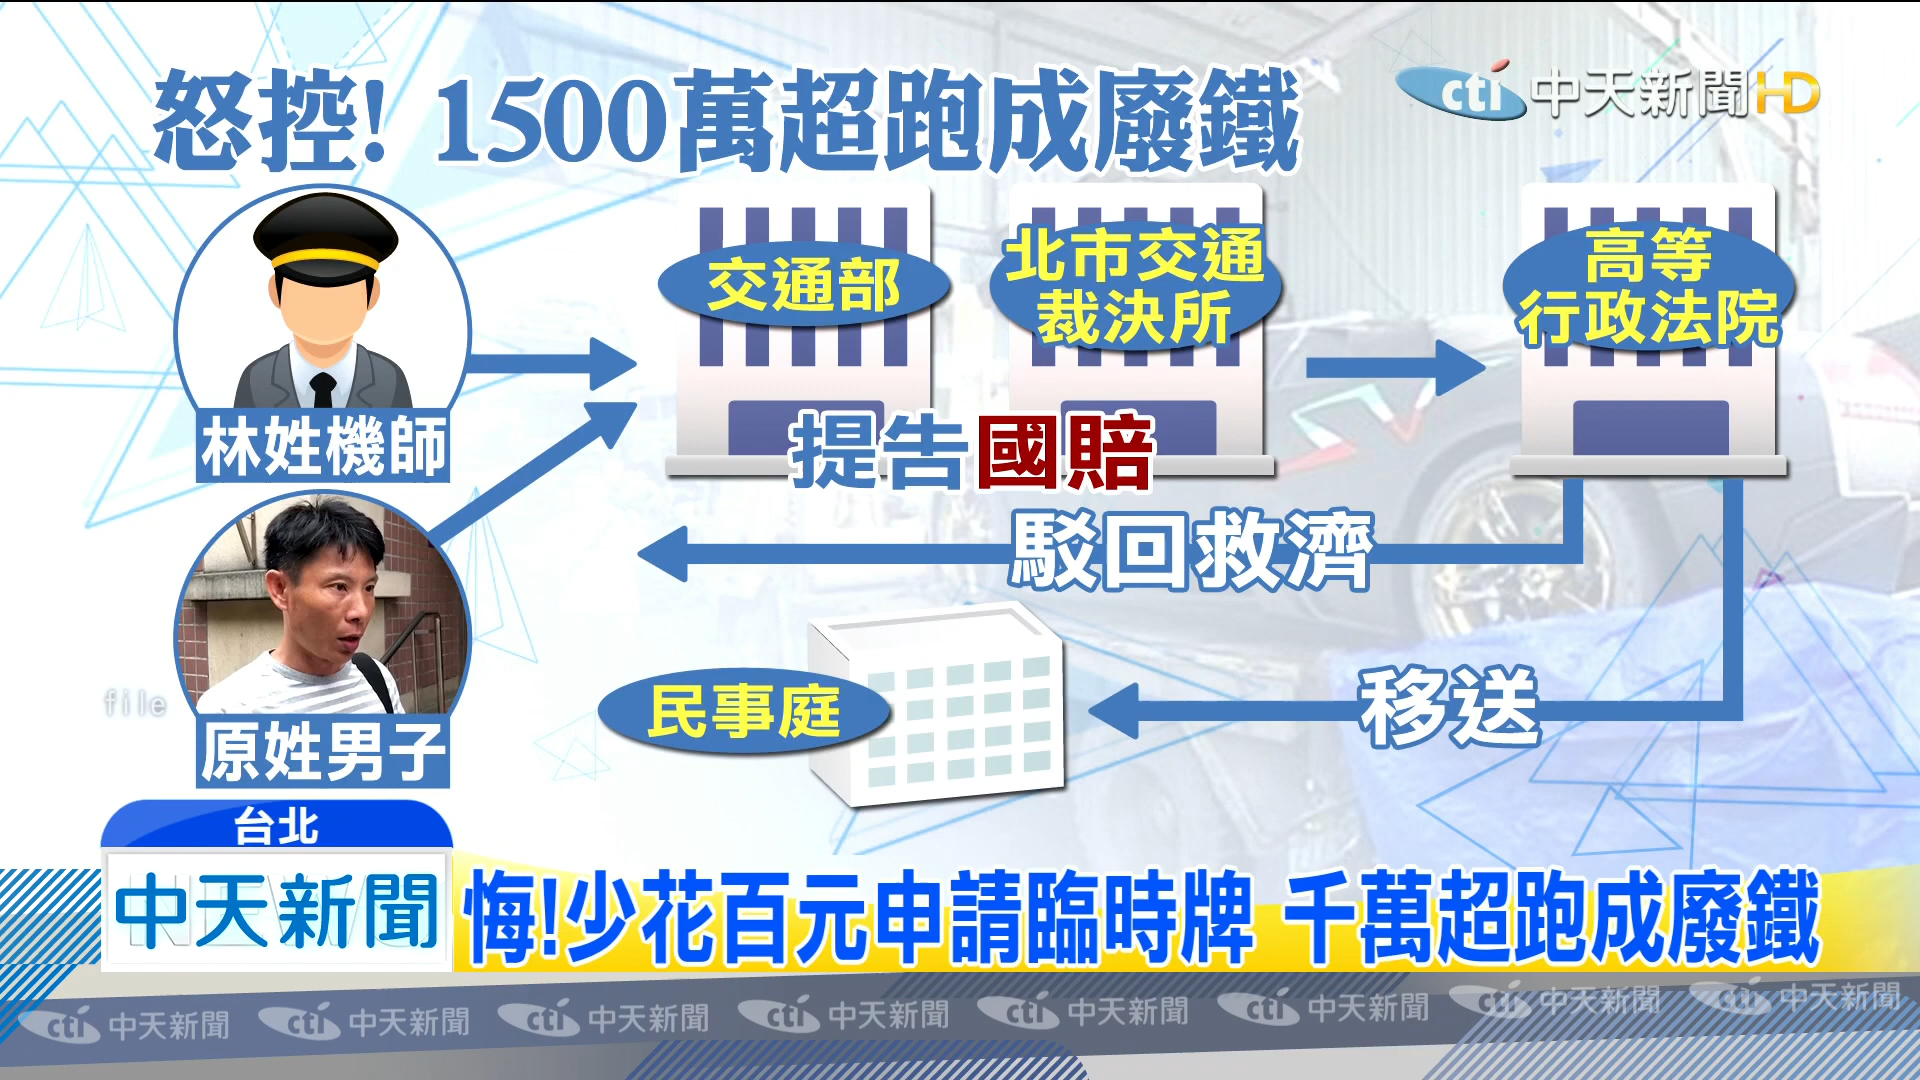 怒控! 1500萬超跑成廢鐵
cti 中天新聞HD
交通部
北市交通
裁決所
高等
行政法院
林姓機師
提告國賠
駁回救濟
原姓男子
file
民事庭
移送
台北
中天新聞
悔!少花百元申請臨時牌 千萬超跑成廢鐵
cti 中天新聞 cti 中天新聞 cti 中天新聞 cti 中天新聞 cti 中天新聞 cti 中天新聞 cti 中天新聞 cti 中天新聞